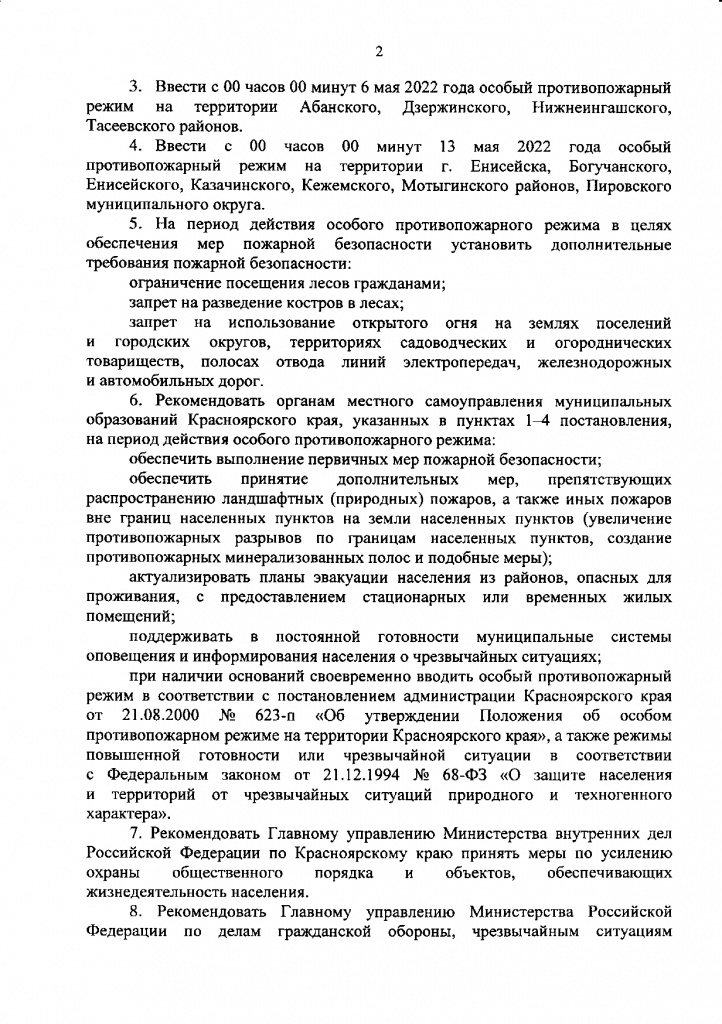 2
3. Ввести с 00 часов 00 минут 6 мая 2022 года особый противопожарный
режим на территории Абанского, Дзержинского, Нижнеингашского,
Тасеевского районов.
4. Ввести с 00 часов 00 минут 13 мая 2022 года особый
противопожарный режим на территории г. Енисейска, Богучанского,
Енисейского, Казачинского, Кежемского, Мотыгинского районов, Пировского
муниципального округа.
5. На период действия особого противопожарного режима в целях
обеспечения мер пожарной безопасности установить дополнительные
требования пожарной безопасности:
ограничение посещения лесов гражданами;
запрет на разведение костров в лесах;
запрет на использование открытого огня на землях поселений
и городских округов, территориях садоводческих и огороднических
товариществ, полосах отвода линий электропередач, железнодорожных
и автомобильных дорог.
6. Рекомендовать органам местного самоуправления муниципальных
образований Красноярского края, указанных в пунктах 1–4 постановления,
на период действия особого противопожарного режима:
обеспечить выполнение первичных мер пожарной безопасности;
обеспечить принятие дополнительных мер, препятствующих
распространению ландшафтных (природных) пожаров, а также иных пожаров
вне границ населенных пунктов на земли населенных пунктов (увеличение
противопожарных разрывов по границам населенных пунктов, создание
противопожарных минерализованных полос и подобные меры);
актуализировать планы эвакуации населения из районов, опасных для
проживания, с предоставлением стационарных или временных жилых
помещений;
поддерживать в постоянной готовности муниципальные системы
оповещения и информирования населения о чрезвычайных ситуациях;
при наличии оснований своевременно вводить особый противопожарный
режим в соответствии с постановлением администрации Красноярского края
от 21.08.2000 № 623-п «Об утверждении Положения об особом
противопожарном режиме на территории Красноярского края», а также режимы
повышенной готовности или чрезвычайной ситуации в соответствии
с Федеральным законом от 21.12.1994 № 68-ФЗ «О защите населения
и территорий от чрезвычайных ситуаций природного и техногенного
характера».
7. Рекомендовать Главному управлению Министерства внутренних дел
Российской Федерации по Красноярскому краю принять меры по усилению
охраны общественного порядка и объектов, обеспечивающих
жизнедеятельность населения.
8. Рекомендовать Главному управлению Министерства Российской
Федерации по делам гражданской обороны, чрезвычайным ситуациям